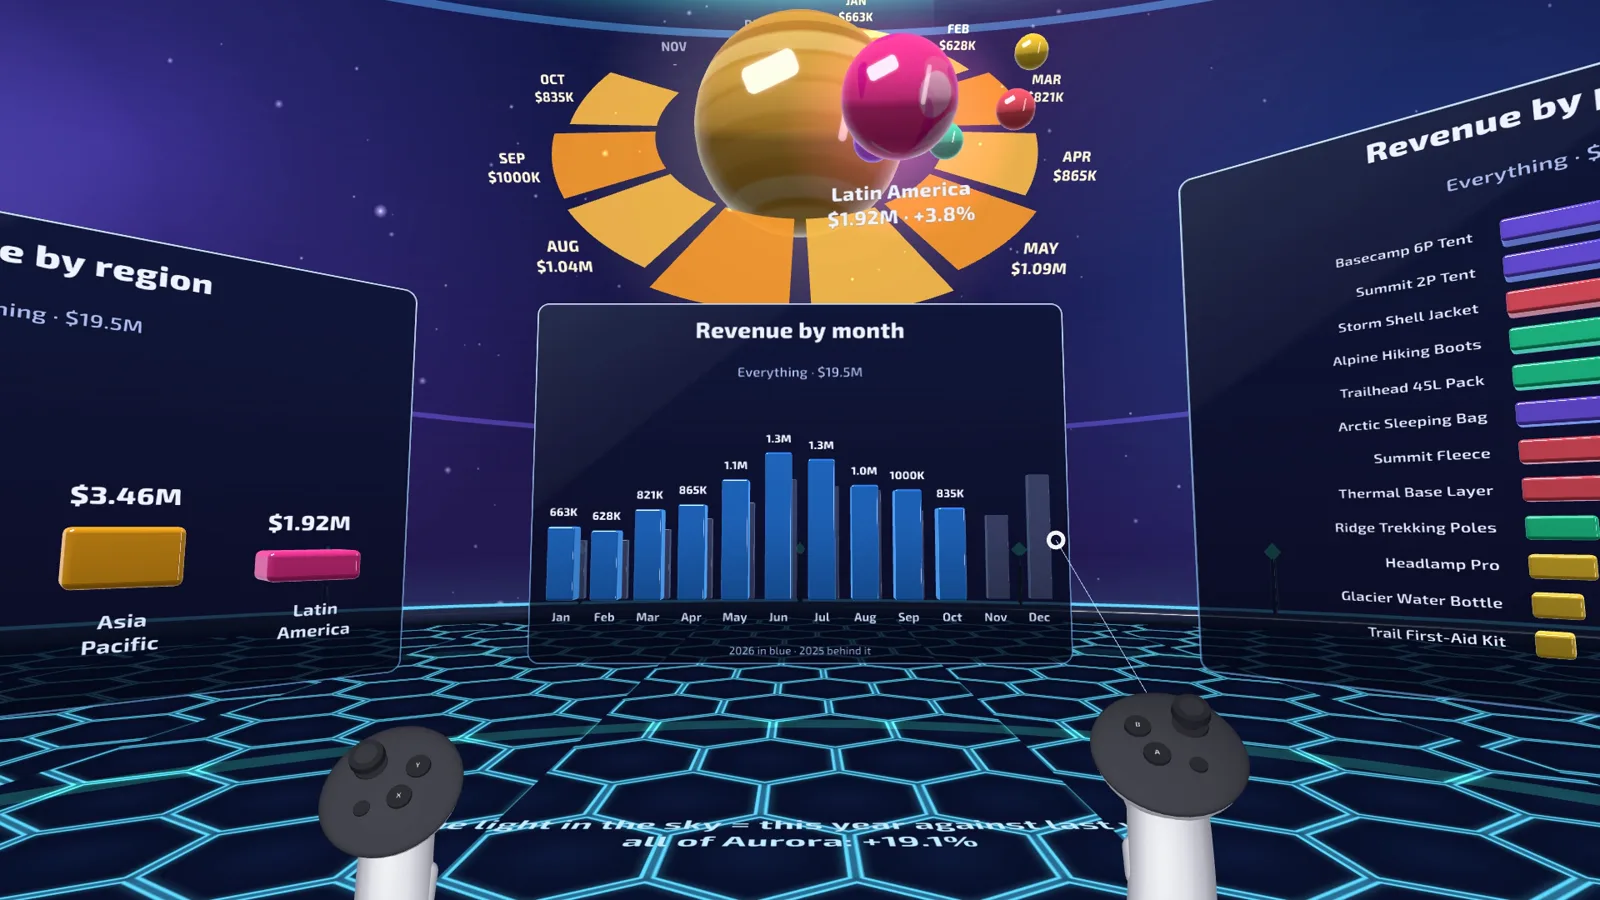 JAN
$663K
FEB
$628K
NOV
-
MAR
$821K
OCT
$835K
APR
$865K
SEP
$1000K
MAY
$1.09M
AUG
$1.04M
Latin America
$1.92M · +3.8%
by region
· $19.5M
$3.46M
$1.92M
Asia
Pacific
Latin
America
Revenue by month
Everything · $19.5M
1.3M
1.3M
1.1M
1.0M
1000K
865K
821K
835K
663K
628K
Jan Feb Mar Apr May Jun Jul Aug Sep Oct Nov Dec
2026 in blue · 2025 behind it
Revenue by
Everything · $
Basecamp 6P Tent
Summit 2P Tent
Storm Shell Jacket
Alpine Hiking Boots
Trailhead 45L Pack
Arctic Sleeping Bag
Summit Fleece
Thermal Base Layer
Ridge Trekking Poles
Headlamp Pro
Glacier Water Bottle
Trail First-Aid Kit
Y
X
B
A
light in the sky = this year against last
all of Aurora: +19.1%